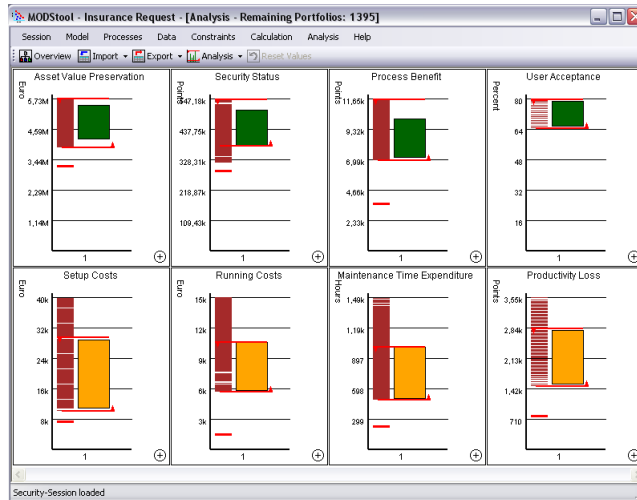 MODStool - Insurance Request - [Analysis - Remaining Portfolios: 1395]
Session Model Processes Data Constraints Calculation Analysis Help
Overview Import Export Analysis Reset Values
Asset Value Preservation
Euro
6,73M
4,59M
3,44M
2,29M
1,14M
1
Security Status
Points
547,18k
437,75k
328,31k
218,87k
109,43k
1
Process Benefit
Points
11,65k
9,32k
6,99k
4,66k
2,33k
1
User Acceptance
Percent
80
64
48
32
16
1
Setup Costs
Euro
40k
32k
24k
16k
8k
1
Running Costs
Euro
15k
12k
9k
6k
3k
1
Maintenance Time Expenditure
Hours
1,49k
1,19k
897
598
299
1
Productivity Loss
Points
3,55k
2,84k
2,13k
1,42k
710
1
Security-Session loaded